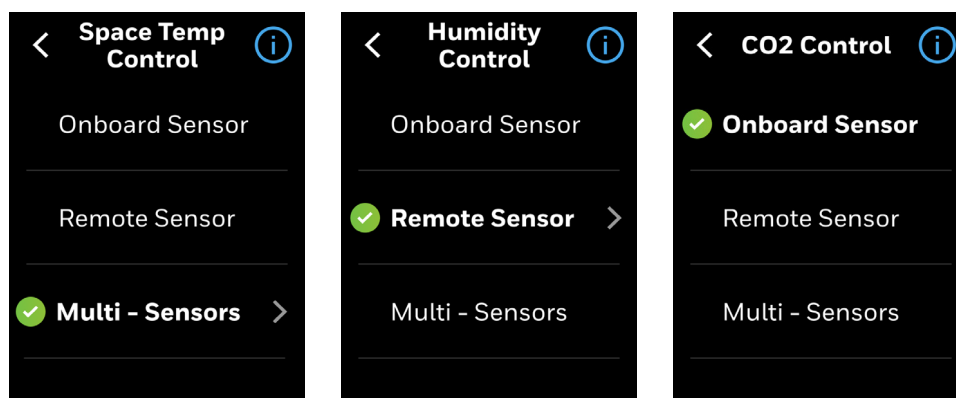 Space Temp
Control
Onboard Sensor
Remote Sensor
Multi - Sensors
Humidity
Control
Onboard Sensor
Remote Sensor
Multi - Sensors
CO2 Control
Onboard Sensor
Remote Sensor
Multi - Sensors